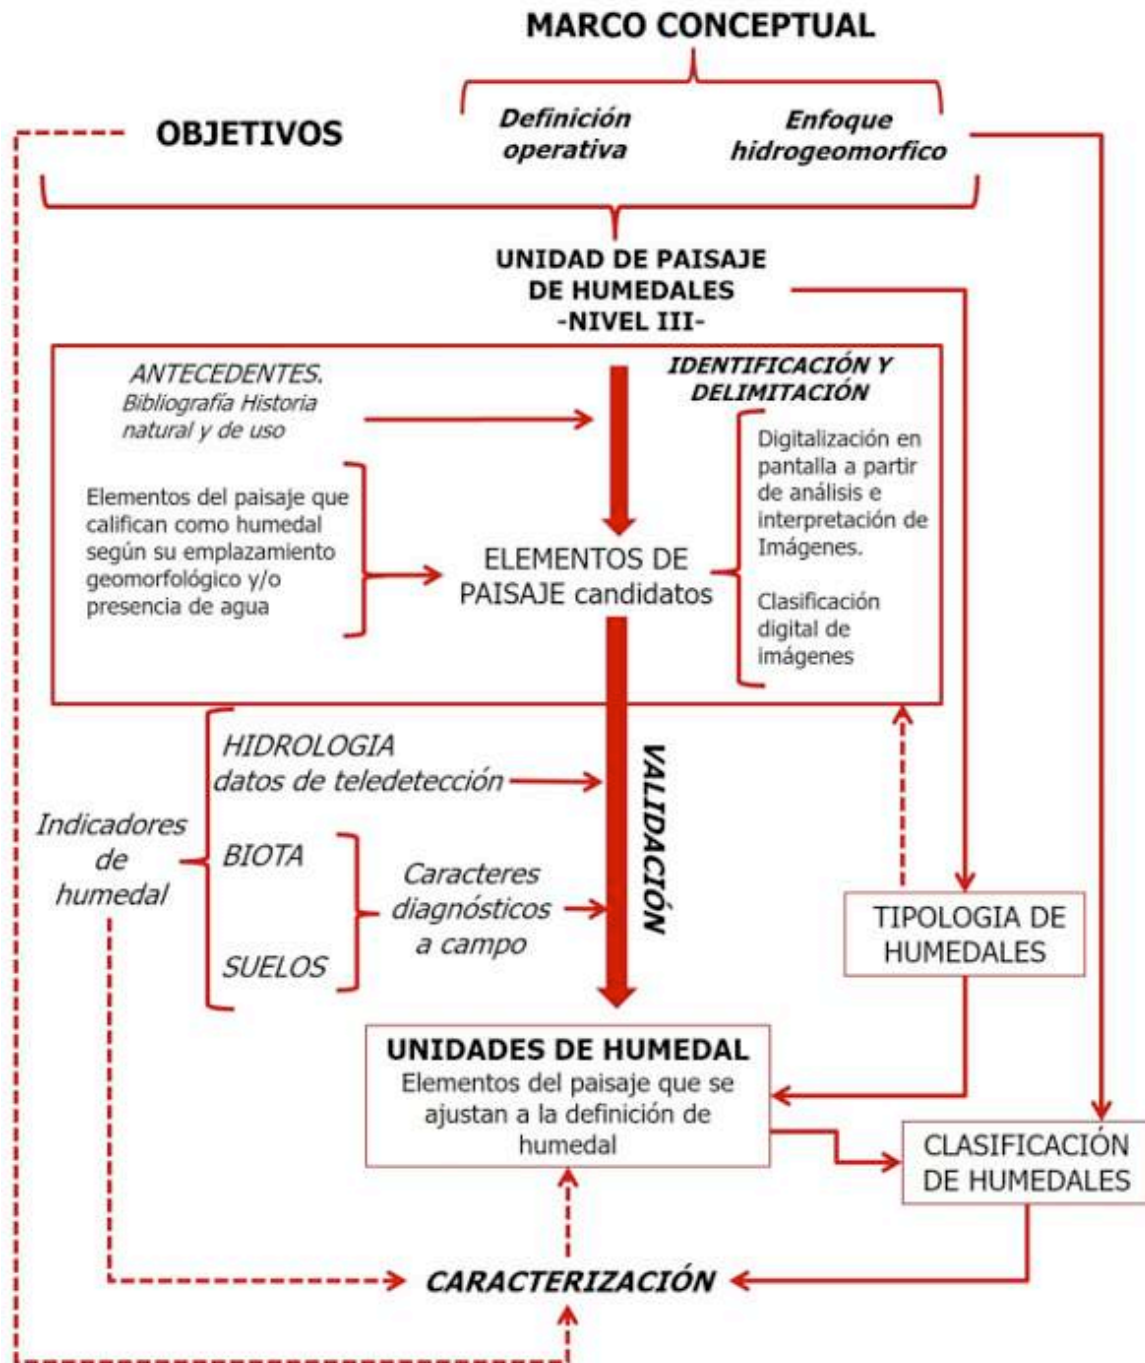 MARCO CONCEPTUAL
OBJETIVOS
Definición
operativa
Enfoque
hidrogeomorfico
UNIDAD DE PAISAJE
DE HUMEDALES
-NIVEL III-
ANTECEDENTES.
Bibliografía Historia
natural y de uso
IDENTIFICACIÓN Y
DELIMITACIÓN
Elementos del paisaje que
califican como humedal
según su emplazamiento
geomorfológico y/o
presencia de agua
ELEMENTOS DE
PAISAJE candidatos
Digitalización en
pantalla a partir
de análisis e
interpretación de
Imágenes.
Clasificación
digital de
imágenes
Indicadores
de
humedal
HIDROLOGIA
datos de teledetección
BIOTA
SUELOS
Caracteres
diagnósticos
a campo
VALIDACIÓN
TIPOLOGIA DE
HUMEDALES
UNIDADES DE HUMEDAL
Elementos del paisaje que se
ajustan a la definición de
humedal
CLASIFICACIÓN
DE HUMEDALES
CARACTERIZACIÓN